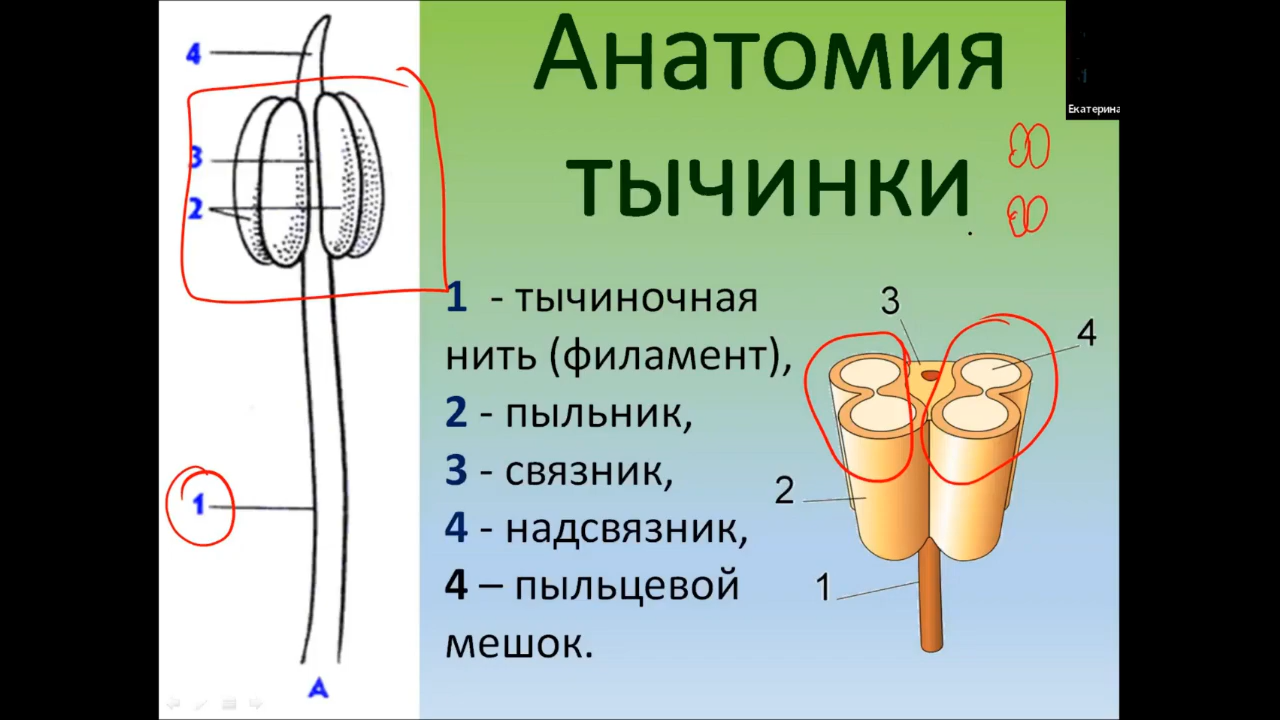 Анатомия
тычинки
1 - тычиночная
нить (филамент),
2 - пыльник,
3 - связник,
4 - надсвязник,
4 – пыльцевой
мешок.
4
3
2
1
А
3
4
2
1
Екатерина